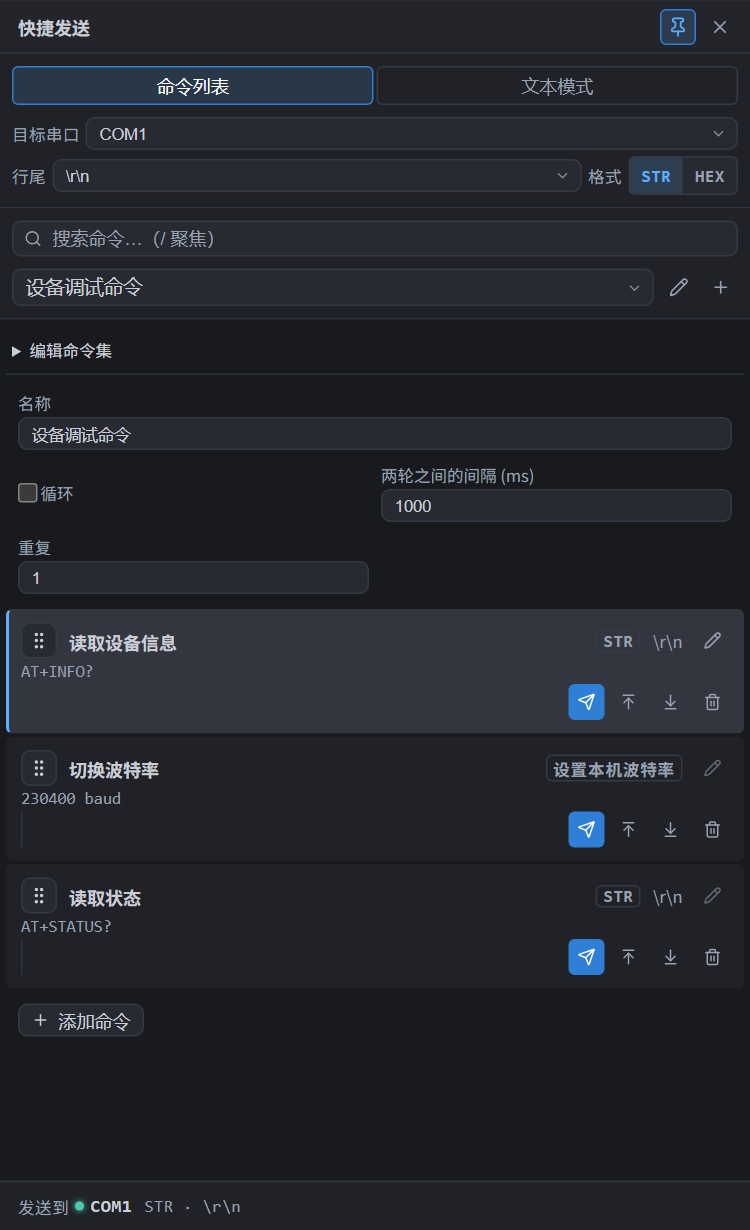 快捷发送
命令列表 文本模式
目标串口 COM1
行尾 \r\n 格式 STR HEX
搜索命令… (/ 聚焦)
设备调试命令
编辑命令集
名称
设备调试命令
循环
两轮之间的间隔 (ms)
1000
重复
1
读取设备信息 STR \r\n
AT+INFO?
切换波特率 设置本机波特率
230400 baud
读取状态 STR \r\n
AT+STATUS?
+ 添加命令
发送到 COM1 STR · \r\n